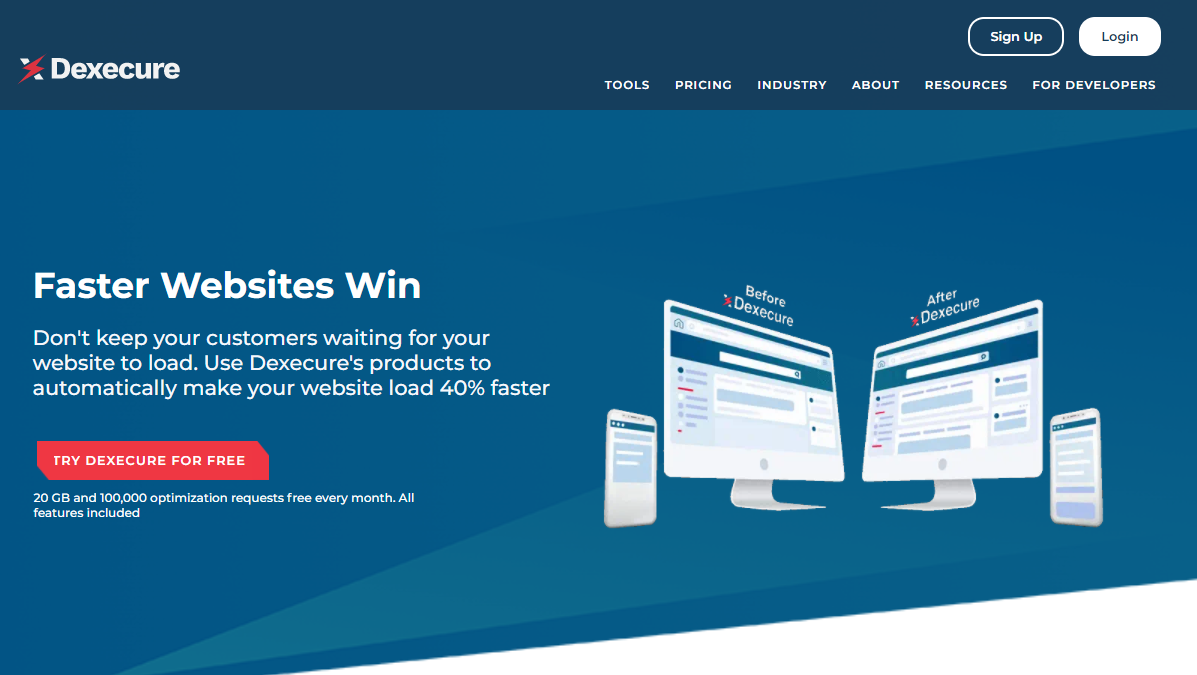 Sign Up
Login
Dexecure
TOOLS PRICING INDUSTRY ABOUT RESOURCES FOR DEVELOPERS
Faster Websites Win
Don't keep your customers waiting for your
website to load. Use Dexecure's products to
automatically make your website load 40% faster
TRY DEXECURE FOR FREE
20 GB and 100,000 optimization requests free every month. All
features included
Before
Dexecure
After
Dexecure